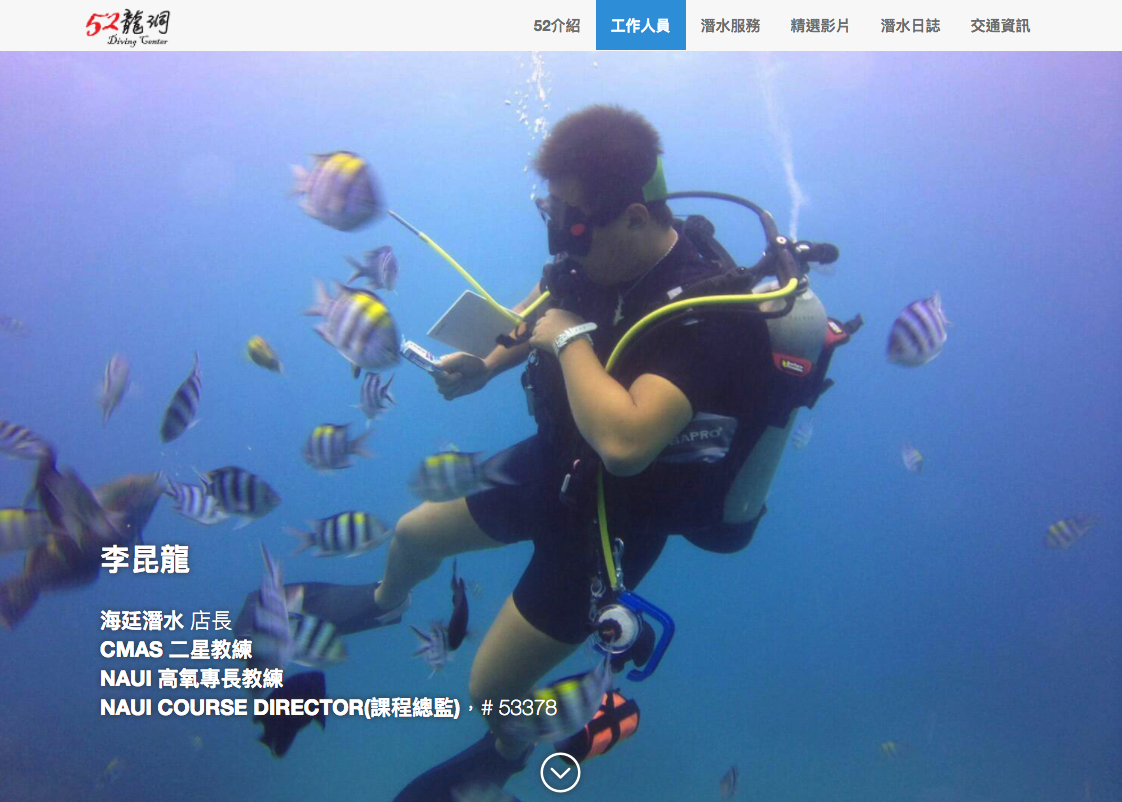 52龍洞
Diving Center
52介紹
工作人員
潛水服務
精選影片
潛水日誌
交通資訊
李昆龍
海廷潛水 店長
CMAS 二星教練
NAUI 高氧專長教練
NAUI COURSE DIRECTOR(課程總監)，# 53378